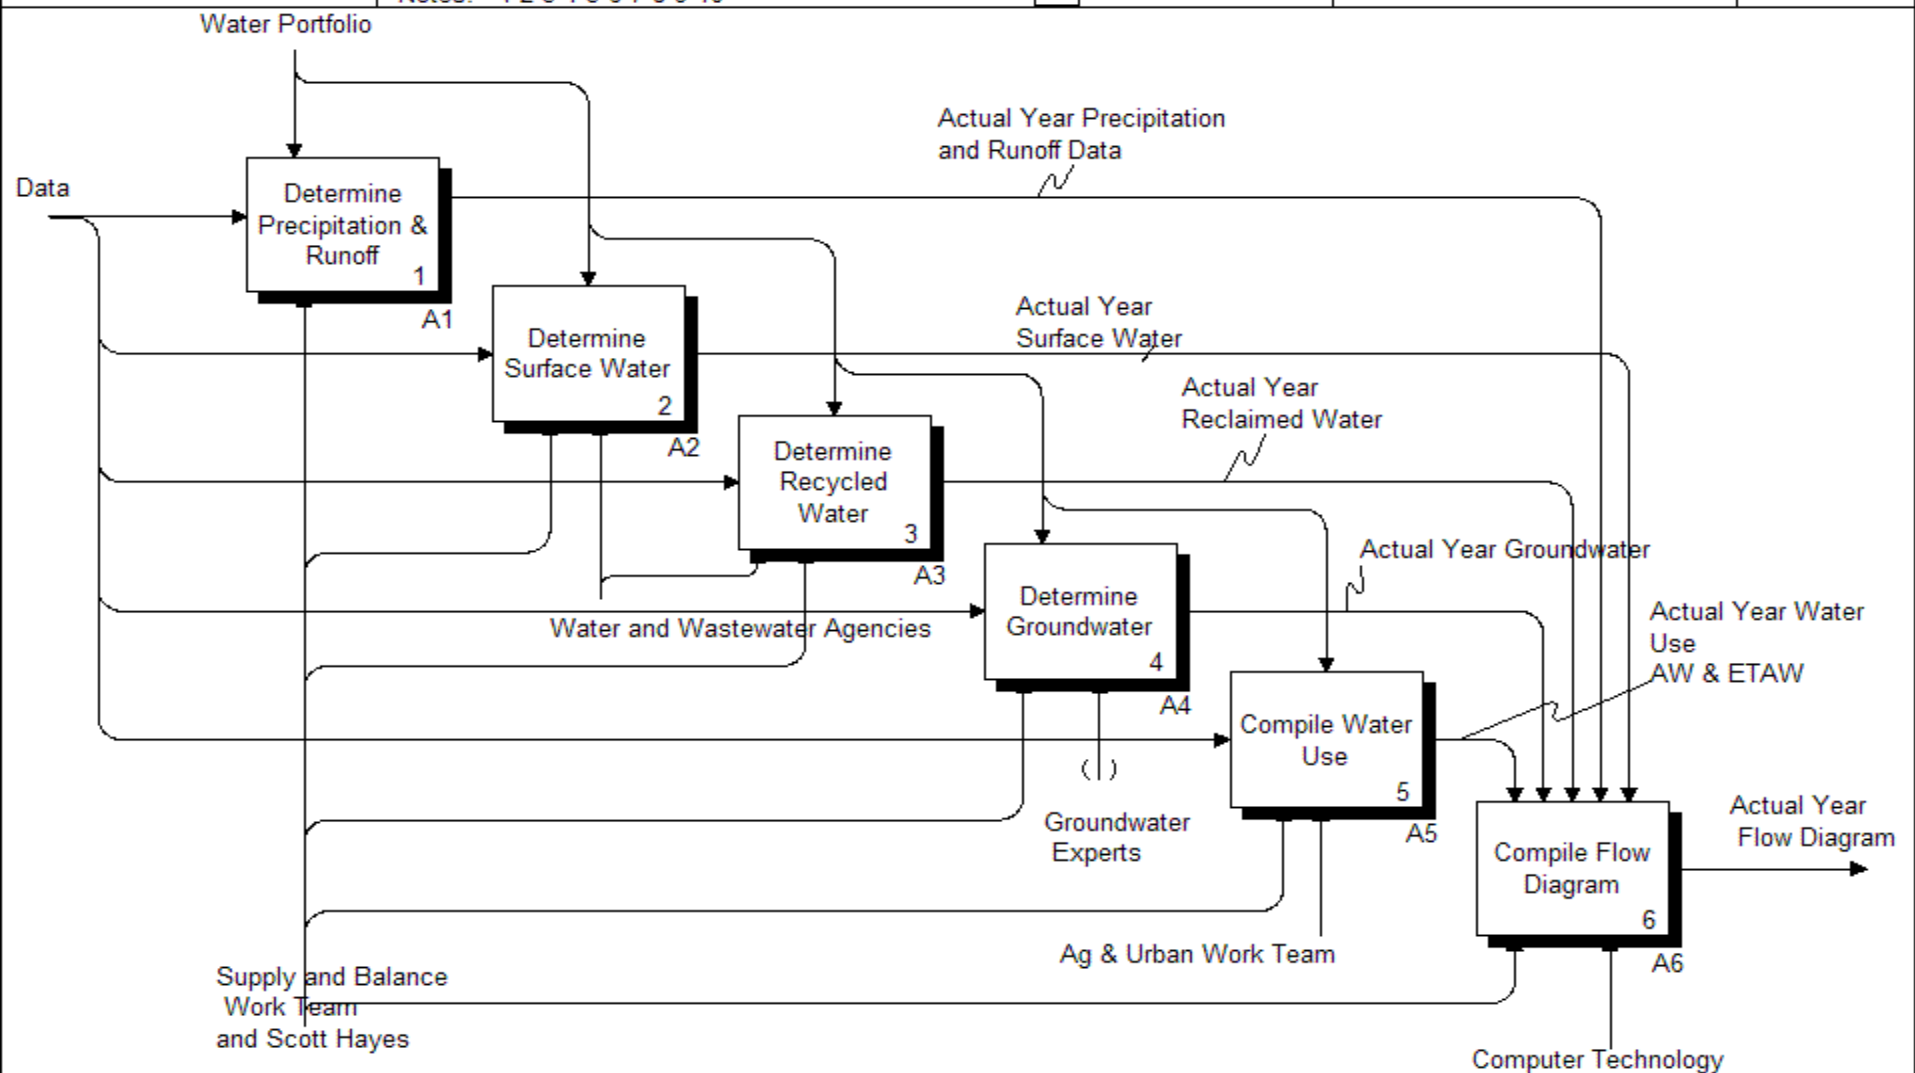 Water Portfolio
Actual Year Precipitation
and Runoff Data
Data
Determine
Precipitation &
Runoff
1
A1
Actual Year
Surface Water
Determine
Surface Water
2
A2
Actual Year
Reclaimed Water
Determine
Recycled
Water
3
A3
Actual Year Groundwater
Determine
Groundwater
4
A4
Water and Wastewater Agencies
Actual Year Water
Use
AW & ETAW
Compile Water
Use
5
A5
( )
Groundwater
Experts
Actual Year
Flow Diagram
Compile Flow
Diagram
6
A6
Ag & Urban Work Team
Supply and Balance
Work Team
and Scott Hayes
Computer Technology